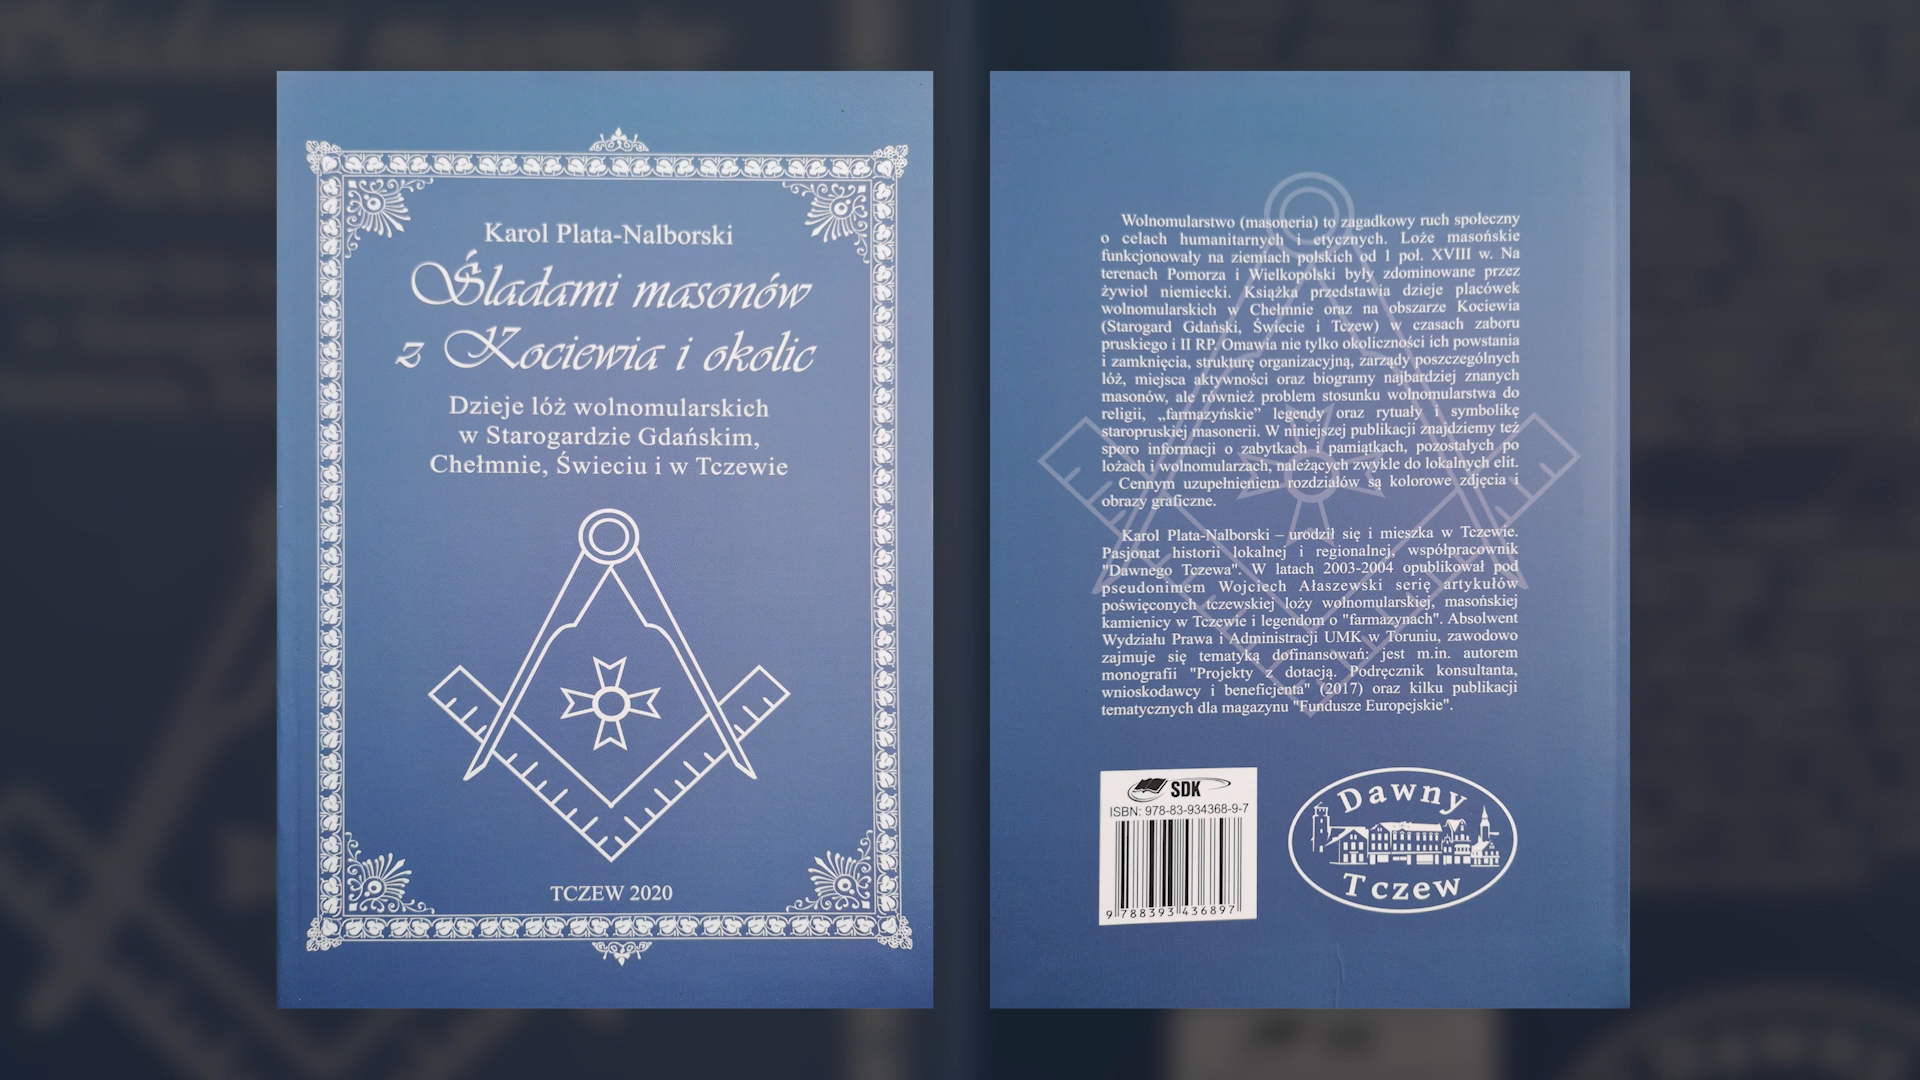 Karol Plata-Nalborski
Śladami masonów
z Kociewia i okolic
Dzieje lóż wolnomularskich
w Starogardzie Gdańskim,
Chełmnie, Świeciu i w Tczewie
TCZEW 2020
Wolnomularstwo (masoneria) to zagadkowy ruch społeczny
o celach humanitarnych i etycznych. Loże masońskie
funkcjonowały na ziemiach polskich od 1 poł. XVIII w. Na
terenach Pomorza i Wielkopolski były zdominowane przez
żywioł niemiecki. Książka przedstawia dzieje placówek
wolnomularskich w Chełmnie oraz na obszarze Kociewia
(Starogard Gdański, Świecie i Tczew) w czasach zaboru
pruskiego i II RP. Omawia nie tylko okoliczności ich powstania
i zamknięcia, strukturę organizacyjną, zarządy poszczególnych
lóż, miejsca aktywności oraz biogramy najbardziej znanych
masonów, ale również problem stosunku wolnomularstwa do
religii, „farmazyńskie” legendy oraz rytuały i symbolikę
staropruskiej masonerii. W niniejszej publikacji znajdziemy też
sporo informacji o zabytkach i pamiątkach, pozostałych po
lożach i wolnomularzach, należących zwykle do lokalnych elit.
Cennym uzupełnieniem rozdziałów są kolorowe zdjęcia i
obrazy graficzne.
Karol Plata-Nalborski – urodził się i mieszka w Tczewie.
Pasjonat historii lokalnej i regionalnej, współpracownik
"Dawnego Tczewa". W latach 2003-2004 opublikował pod
pseudonimem Wojciech Ałaszewski serię artykułów
poświęconych tczewskiej loży wolnomularskiej, masońskiej
kamienicy w Tczewie i legendom o "farmazynach". Absolwent
Wydziału Prawa i Administracji UMK w Toruniu, zawodowo
zajmuje się tematyką dofinansowań: jest m.in. autorem
monografii "Projekty z dotacją. Podręcznik konsultanta,
wnioskodawcy i beneficjenta" (2017) oraz kilku publikacji
tematycznych dla magazynu "Fundusze Europejskie".
SDK
ISBN: 978-83-934368-9-7
9 788393 436897
Dawny
Tczew